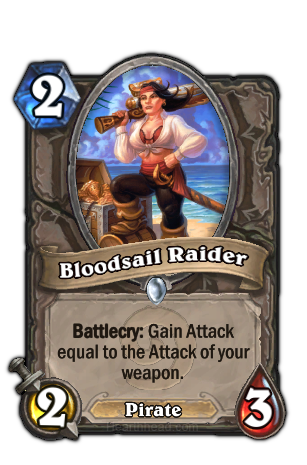 2
Bloodsail Raider
Battlecry: Gain Attack
equal to the Attack of your
weapon.
2
Pirate
3